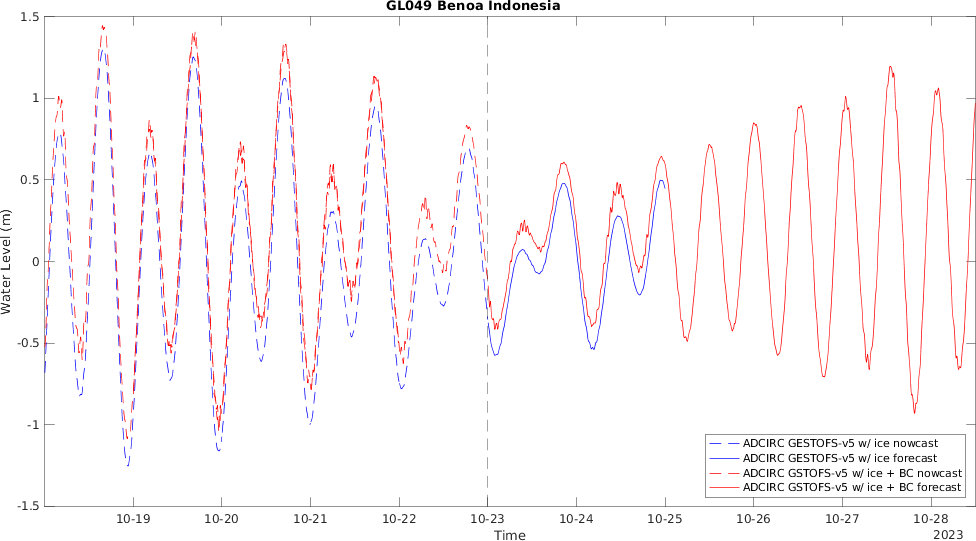 GL049 Benoa Indonesia
1.5
1
0.5
0
-0.5
-1
-1.5
Water Level (m)
ADCIRC GESTOFS-v5 w/ ice nowcast
ADCIRC GESTOFS-v5 w/ ice forecast
ADCIRC GSTOFS-v5 w/ ice + BC nowcast
ADCIRC GSTOFS-v5 w/ ice + BC forecast
10-19 10-20 10-21 10-22 10-23 10-24 10-25 10-26 10-27 10-28
Time
2023